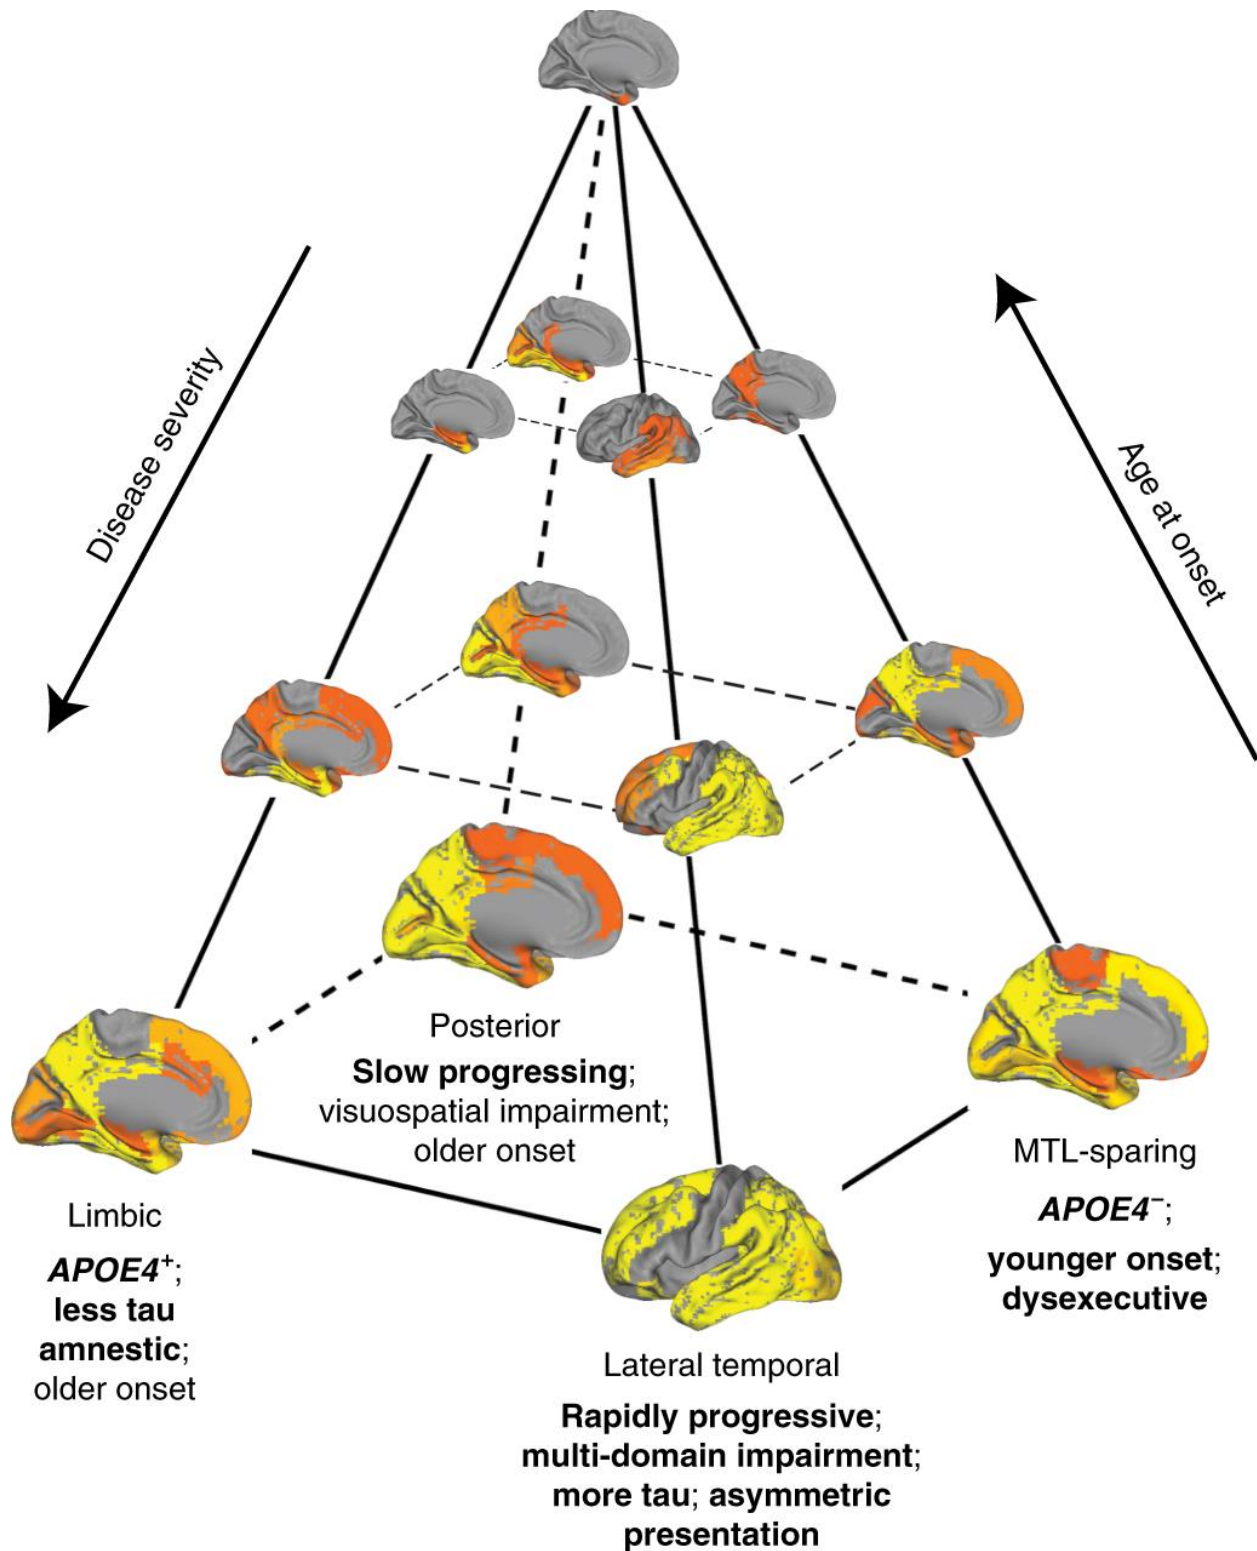 Disease severity
Age at onset
Posterior
Slow progressing;
visuospatial impairment;
older onset
Limbic
APOE4⁺;
less tau
amnestic;
older onset
MTL-sparing
APOE4⁻;
younger onset;
dysexecutive
Lateral temporal
Rapidly progressive;
multi-domain impairment;
more tau; asymmetric
presentation